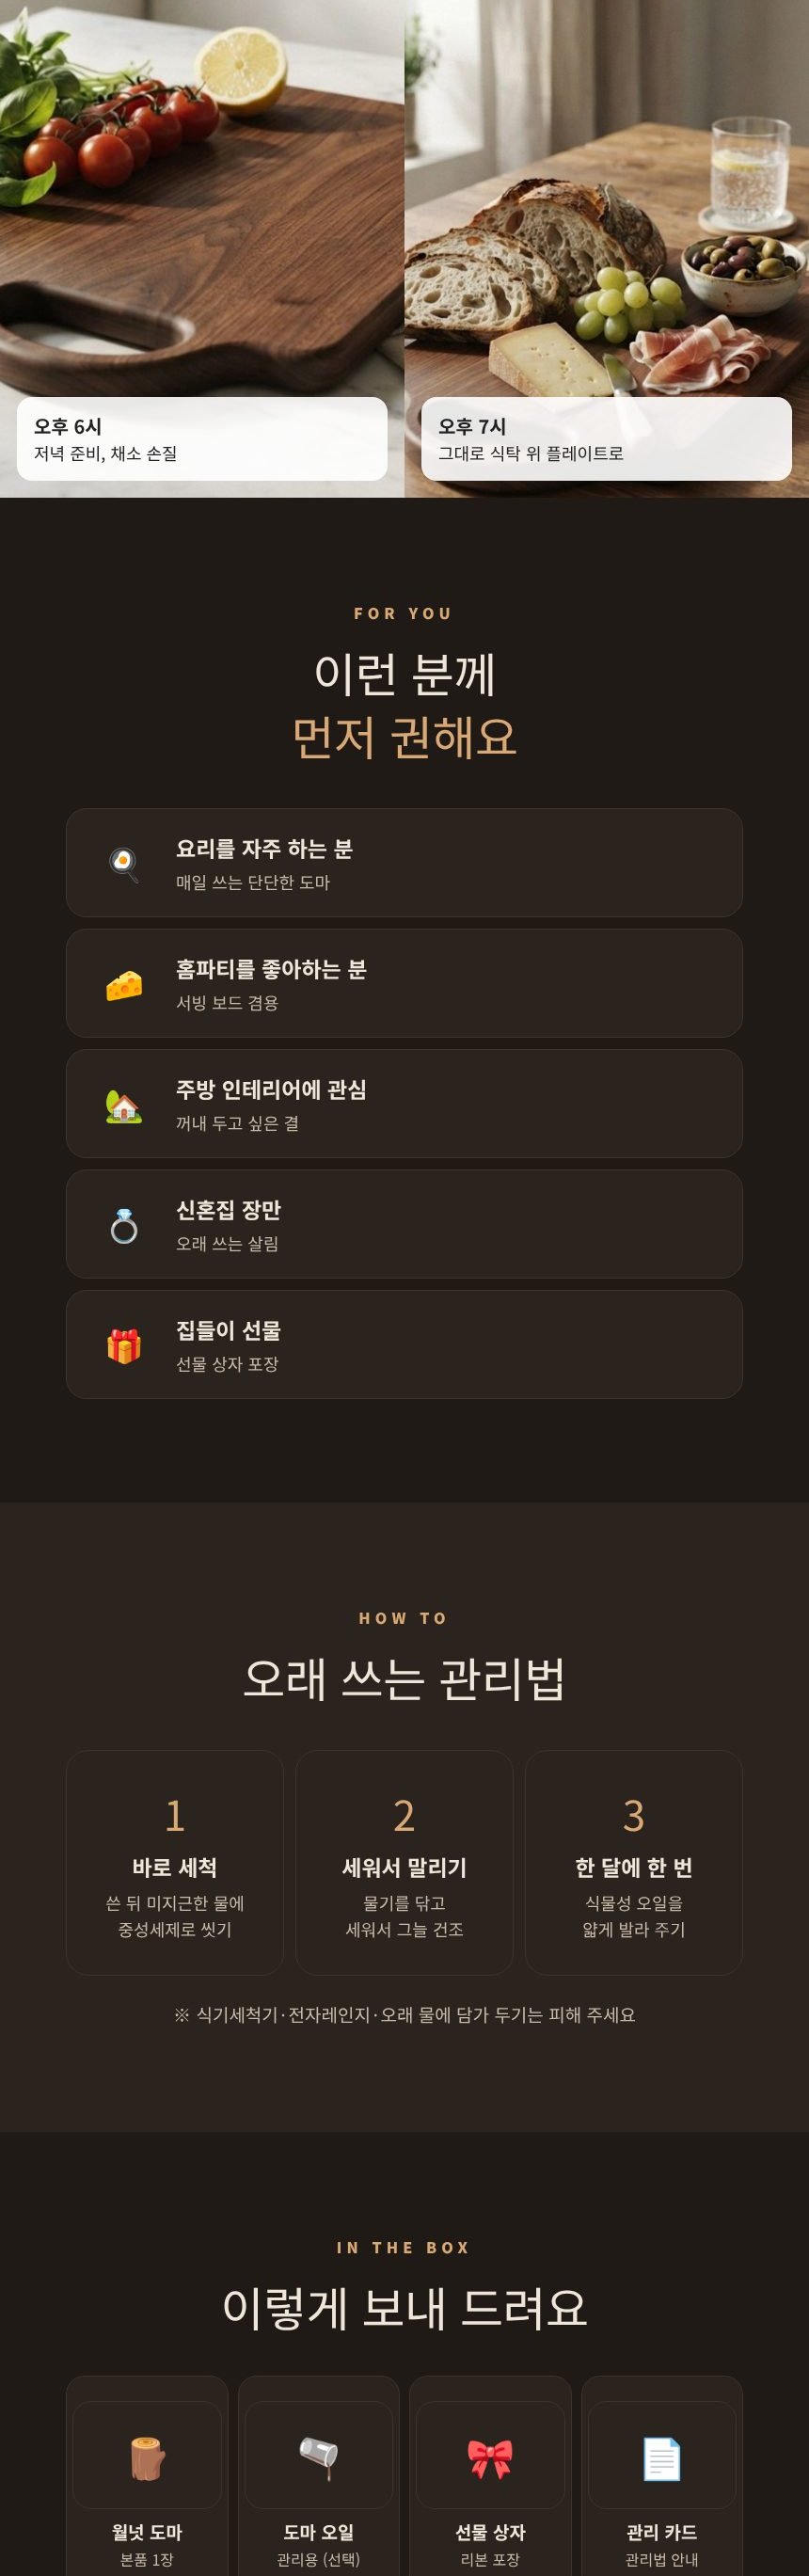 오후 6시
저녁 준비, 채소 손질
오후 7시
그대로 식탁 위 플레이트로
FOR YOU
이런 분께
먼저 권해요
요리를 자주 하는 분
매일 쓰는 단단한 도마
홈파티를 좋아하는 분
서빙 보드 겸용
주방 인테리어에 관심
꺼내 두고 싶은 결
신혼집 장만
오래 쓰는 살림
집들이 선물
선물 상자 포장
HOW TO
오래 쓰는 관리법
1
바로 세척
쓴 뒤 미지근한 물에
중성세제로 씻기
2
세워서 말리기
물기를 닦고
세워서 그늘 건조
3
한 달에 한 번
식물성 오일을
얇게 발라 주기
※ 식기세척기·전자레인지·오래 물에 담가 두기는 피해 주세요
IN THE BOX
이렇게 보내 드려요
월넛 도마
본품 1장
도마 오일
관리용 (선택)
선물 상자
리본 포장
관리 카드
관리법 안내